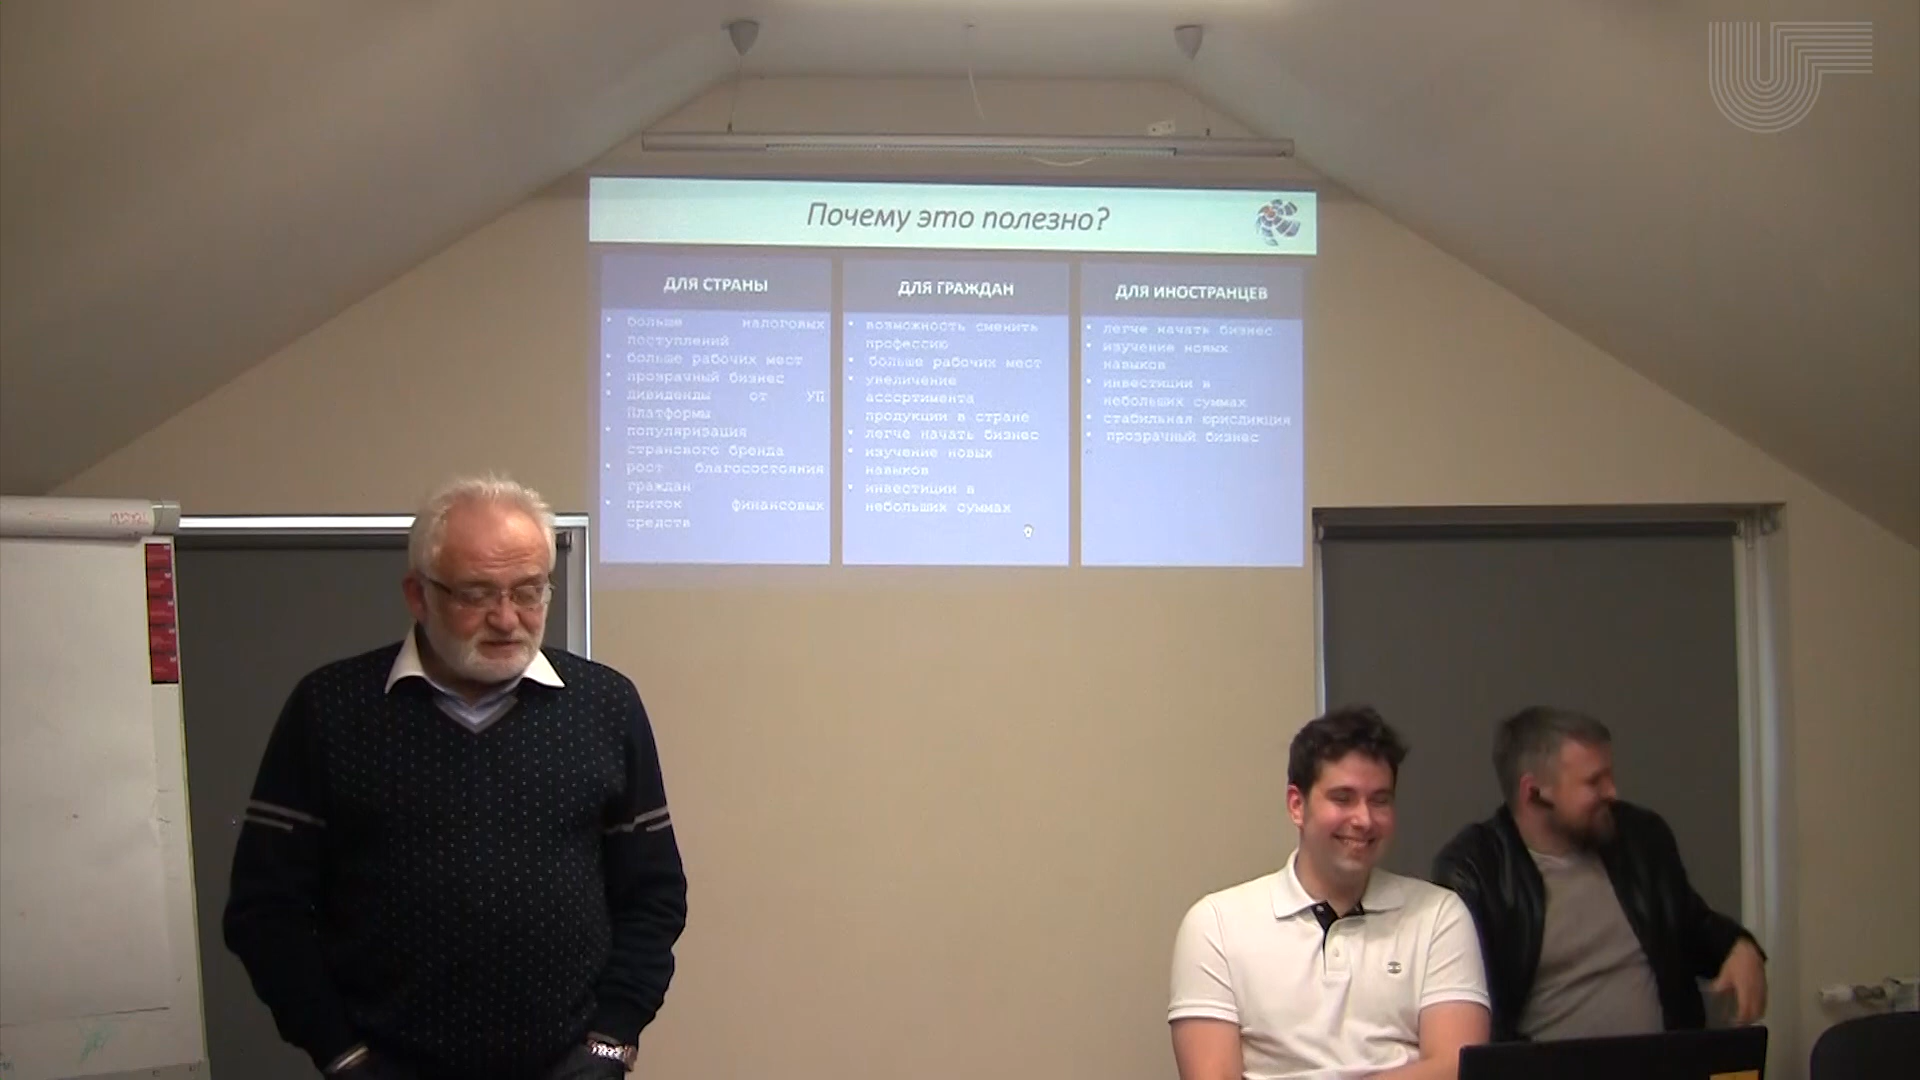 Почему это полезно?
ДЛЯ СТРАНЫ
• больше налоговых
поступлений
• больше рабочих мест
• прозрачный бизнес
• дивиденды от УП
Платформы
• популяризация
странового бренда
• рост благосостояния
граждан
• приток финансовых
средств
ДЛЯ ГРАЖДАН
• возможность сменить
профессию
• больше рабочих мест
• увеличение
ассортимента
продукции в стране
• легче начать бизнес
• изучение новых
навыков
• инвестиции в
небольших суммах
ДЛЯ ИНОСТРАНЦЕВ
• легче начать бизнес
• изучение новых
навыков
• инвестиции в
небольших суммах
• стабильная юрисдикция
• прозрачный бизнес